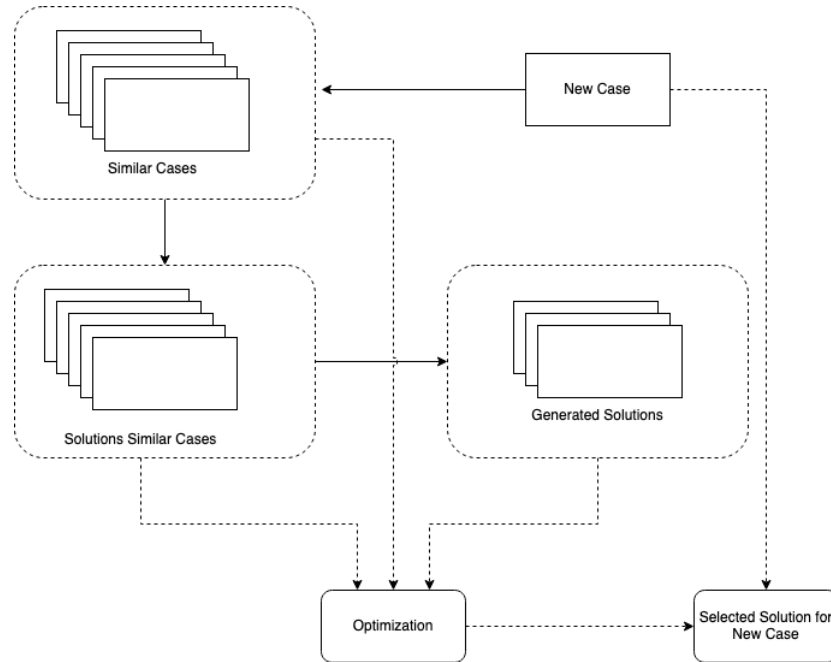 New Case
Similar Cases
Generated Solutions
Solutions Similar Cases
Optimization
Selected Solution for
New Case